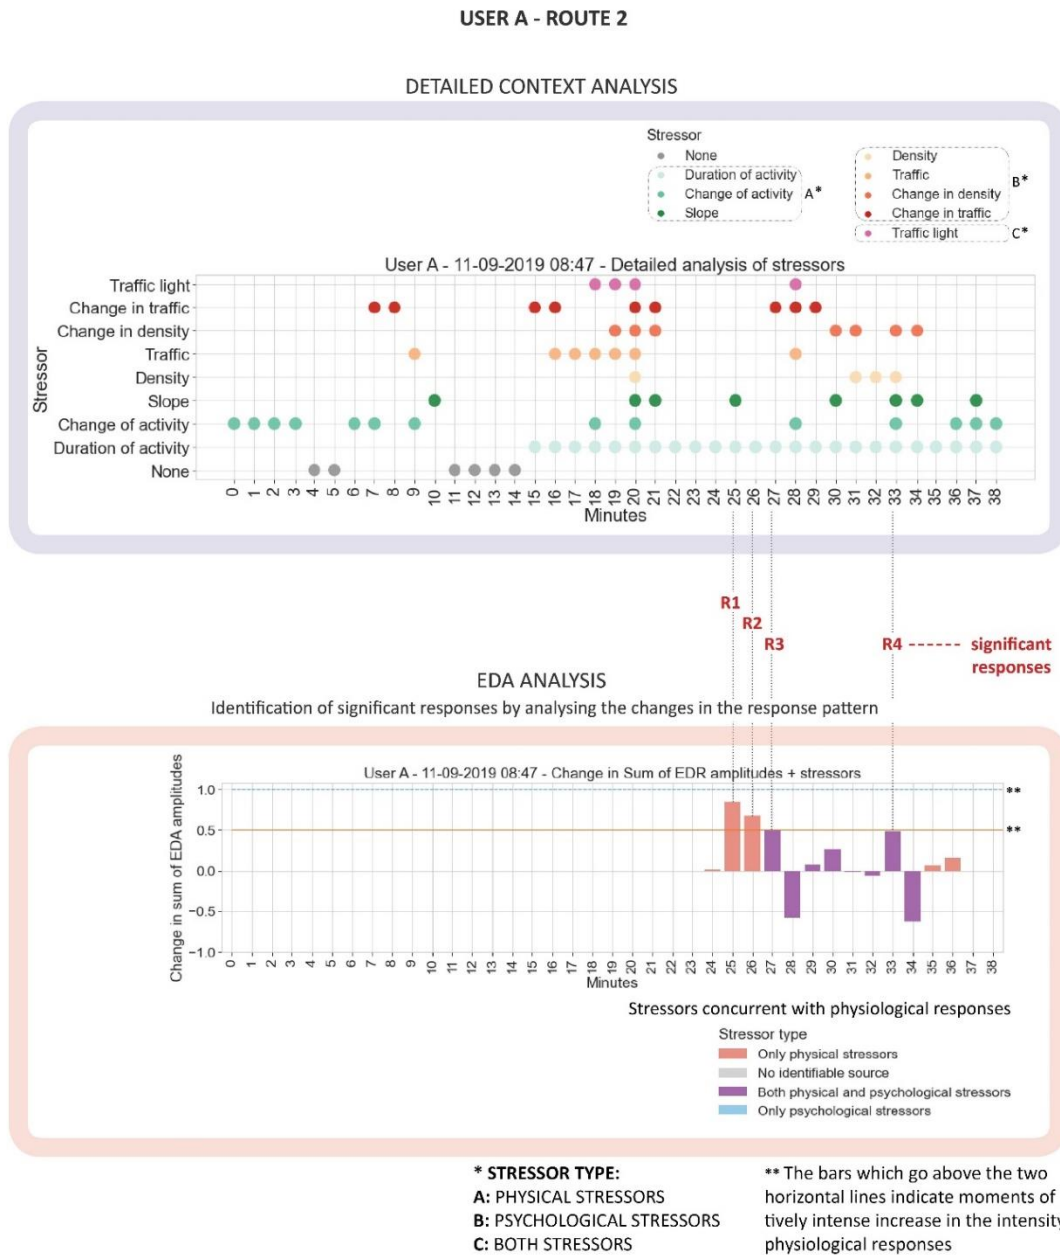 USER A - ROUTE 2
DETAILED CONTEXT ANALYSIS
Stressor
None
Duration of activity
Change of activity
Slope
A*
Density
Traffic
Change in density
Change in traffic
B*
Traffic light
C*
User A - 11-09-2019 08:47 - Detailed analysis of stressors
Stressor
Traffic light
Change in traffic
Change in density
Traffic
Density
Slope
Change of activity
Duration of activity
None
0 1 2 3 4 5 6 7 8 9 10 11 12 13 14 15 16 17 18 19 20 21 22 23 24 25 26 27 28 29 30 31 32 33 34 35 36 37 38
Minutes
R1
R2
R3
R4 ------ significant
responses
EDA ANALYSIS
Identification of significant responses by analysing the changes in the response pattern
User A - 11-09-2019 08:47 - Change in Sum of EDR amplitudes + stressors
Change in sum of EDA amplitudes
1.0
**
0.5
**
0.0
−0.5
−1.0
0 1 2 3 4 5 6 7 8 9 10 11 12 13 14 15 16 17 18 19 20 21 22 23 24 25 26 27 28 29 30 31 32 33 34 35 36 37 38
Minutes
Stressors concurrent with physiological responses
Stressor type
Only physical stressors
No identifiable source
Both physical and psychological stressors
Only psychological stressors
* STRESSOR TYPE:
A: PHYSICAL STRESSORS
B: PSYCHOLOGICAL STRESSORS
C: BOTH STRESSORS
** The bars which go above the two
horizontal lines indicate moments of
tively intense increase in the intensity
physiological responses